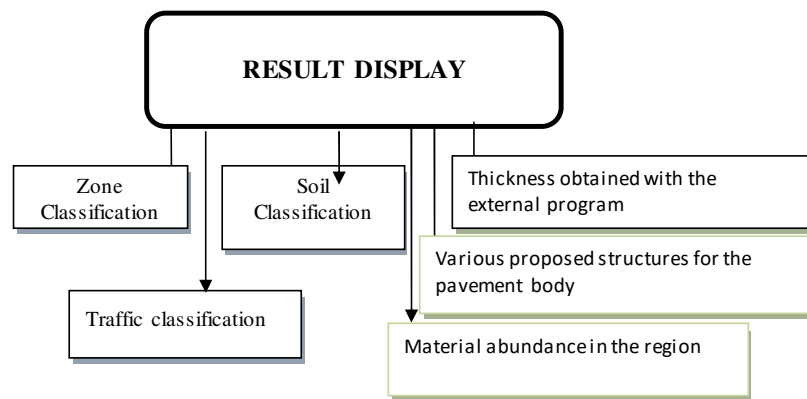 RESULT DISPLAY
Zone
Classification
Soil
Classification
Thickness obtained with the
external program
Various proposed structures for the
pavement body
Traffic classification
Material abundance in the region